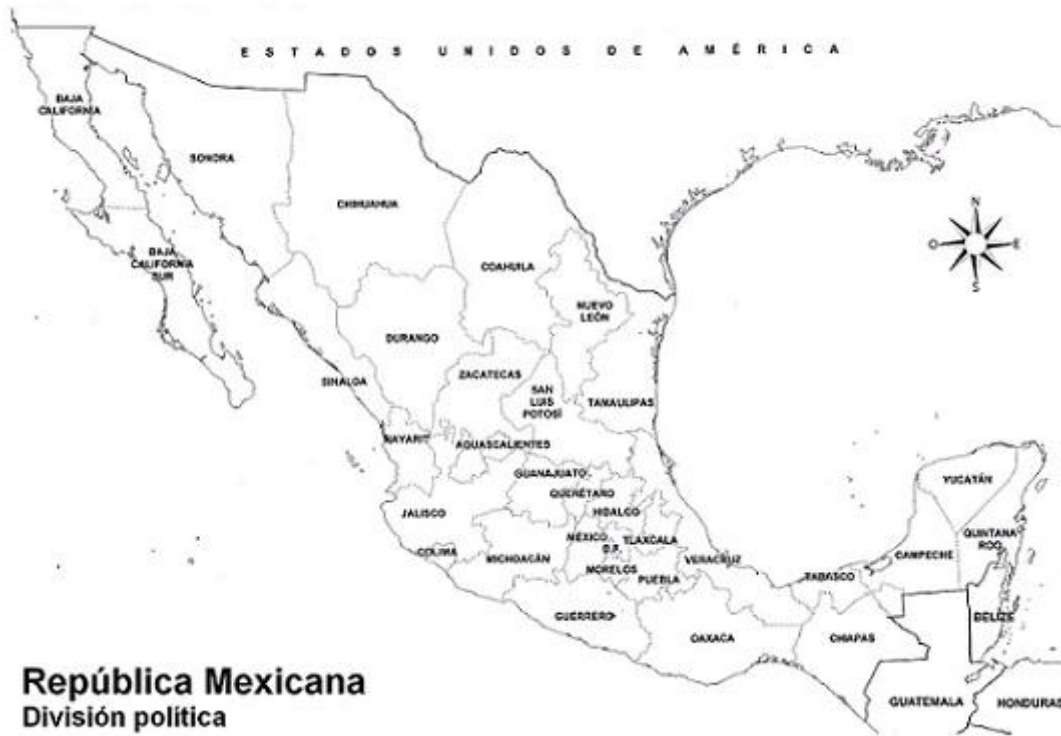 ESTADOS UNIDOS DE AMÉRICA
BAJA
CALIFORNIA
SONORA
CHIHUAHUA
COAHUILA
N
O
E
S
BAJA
CALIFORNIA
SUR
NUEVO
LEÓN
DURANGO
SINALOA
ZACATECAS
SAN
LUIS
POTOSÍ
TAMAULIPAS
NAYARIT
AGUASCALIENTES
GUANAJUATO
YUCATÁN
QUERÉTARO
JALISCO
HIDALGO
QUINTANA
ROO
MÉXICO
TLAXCALA
D.F.
COLIMA
MICHOACÁN
VERACRUZ
CAMPECHE
MORELOS
PUEBLA
TABASCO
GUERRERO
BELIZE
OAXACA
CHIAPAS
GUATEMALA
HONDURAS
República Mexicana
División política